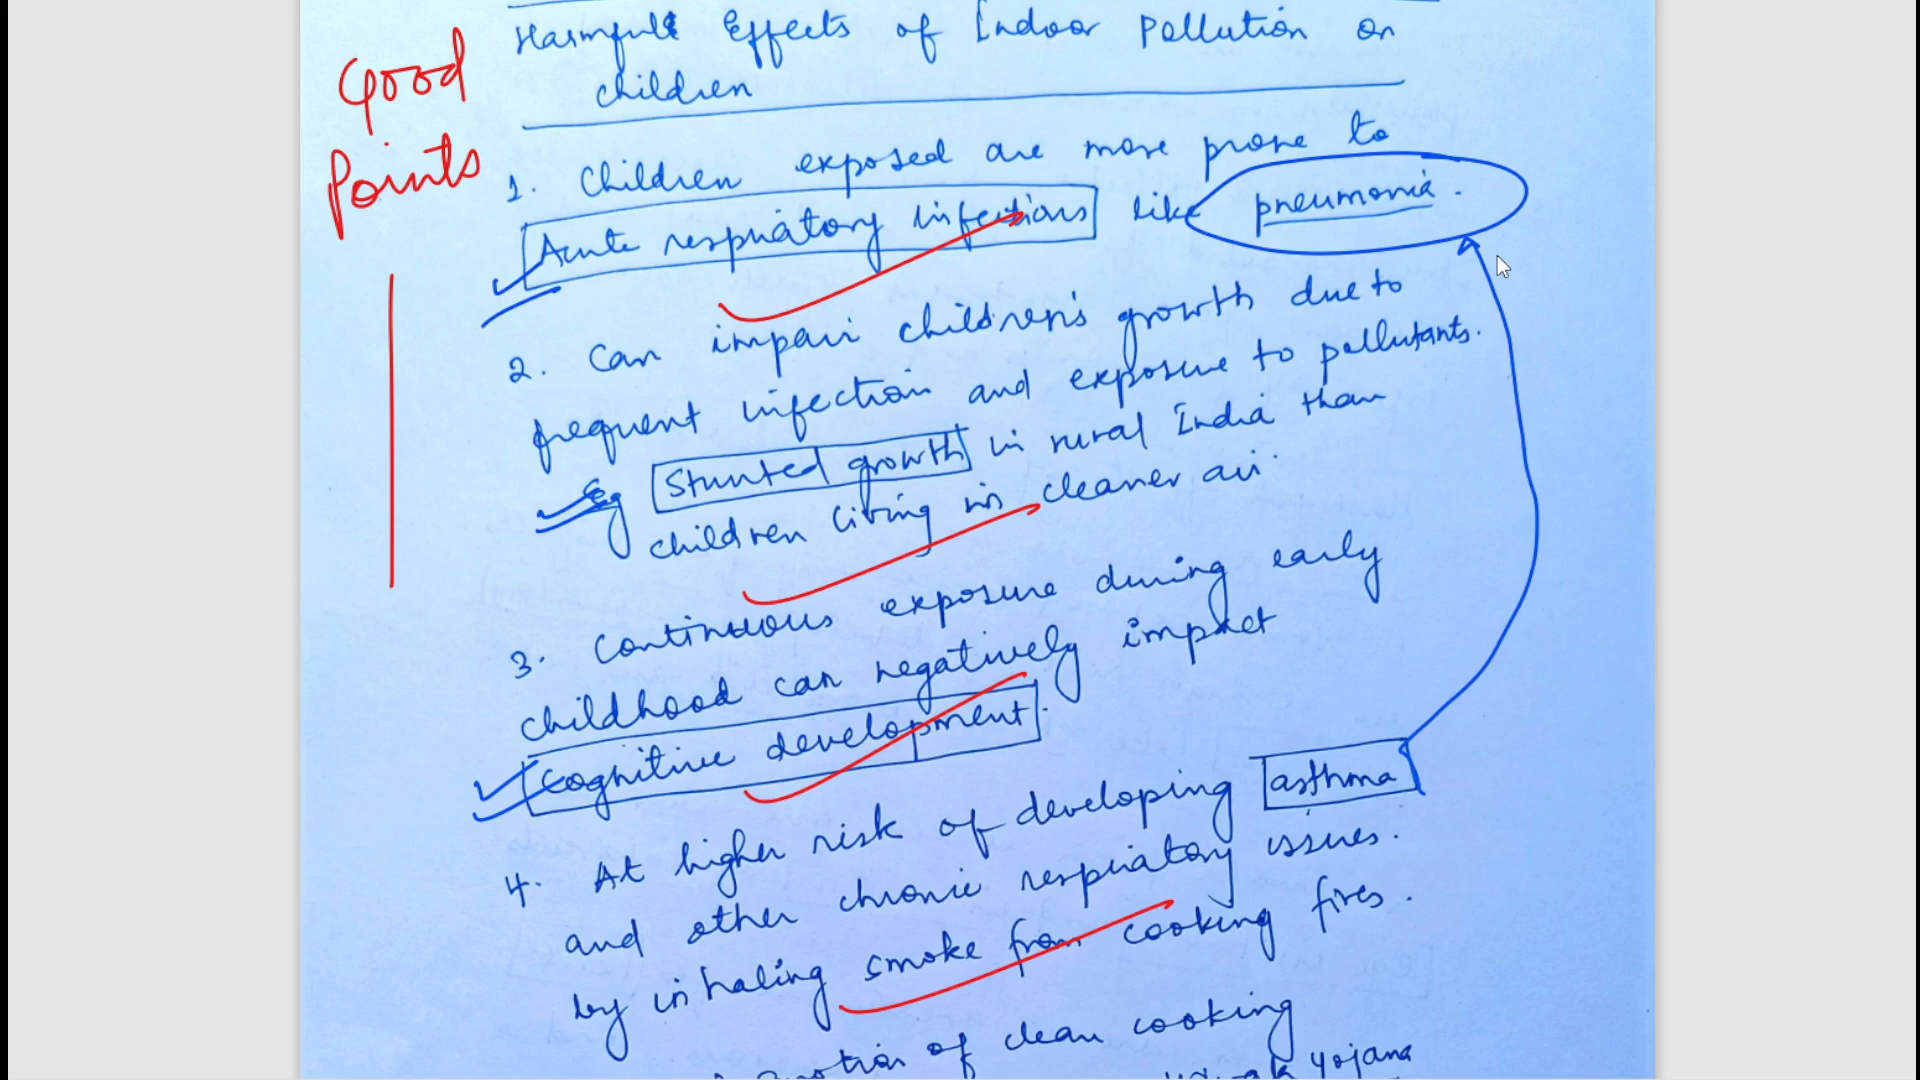 Good
Points
Harmfull Effects of Indoor Pollution on
children
1. Children exposed are more prone to
Acute respiratory infections like pneumonia.
2. Can impair children's growth due to
frequent infection and exposure to pollutants.
Eg Stunted growth in rural India than
children living in cleaner air.
3. Continuous exposure during early
childhood can negatively impact
Cognitive development.
4. At higher risk of developing asthma
and other chronic respiratory issues.
by inhaling smoke from cooking fires.
of clean cooking
Yojana